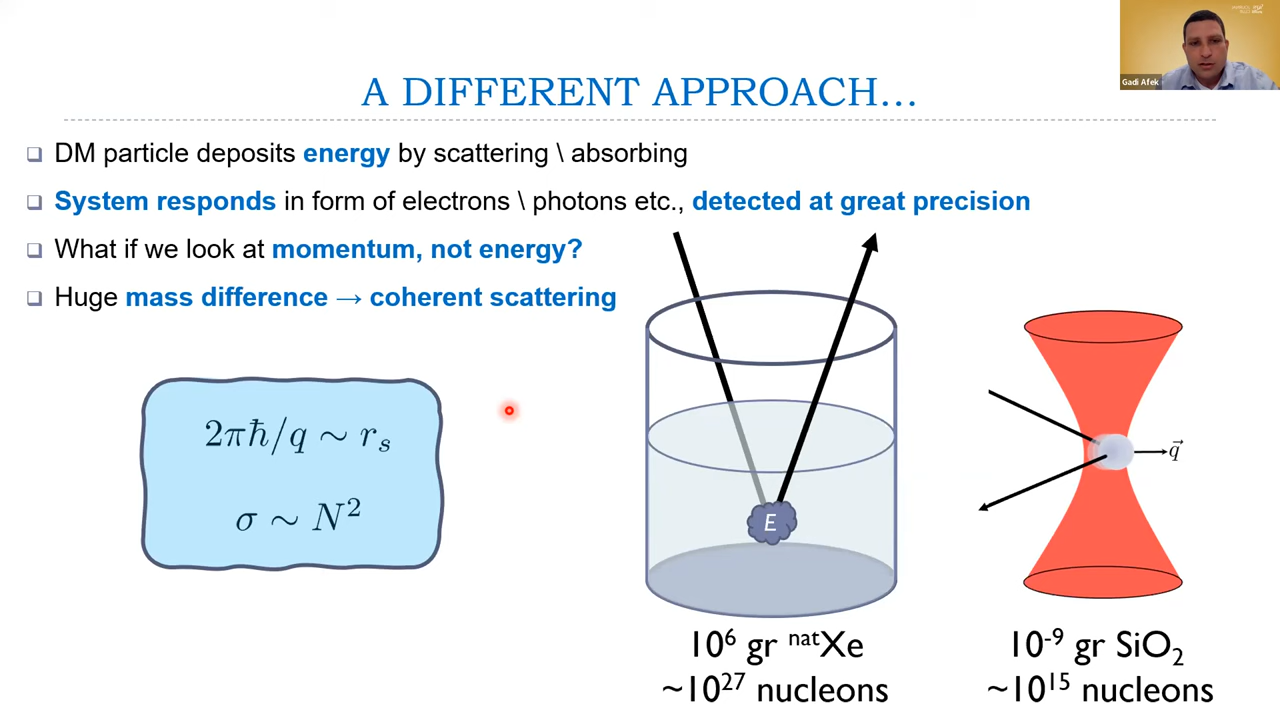 Gadi Afek
A DIFFERENT APPROACH...
DM particle deposits energy by scattering \ absorbing
System responds in form of electrons \ photons etc., detected at great precision
What if we look at momentum, not energy?
Huge mass difference → coherent scattering
2πħ/q ∼ r_s
σ ∼ N²
E
q⃗
10⁶ gr ⁿᵃᵗXe
~10²⁷ nucleons
10⁻⁹ gr SiO₂
~10¹⁵ nucleons